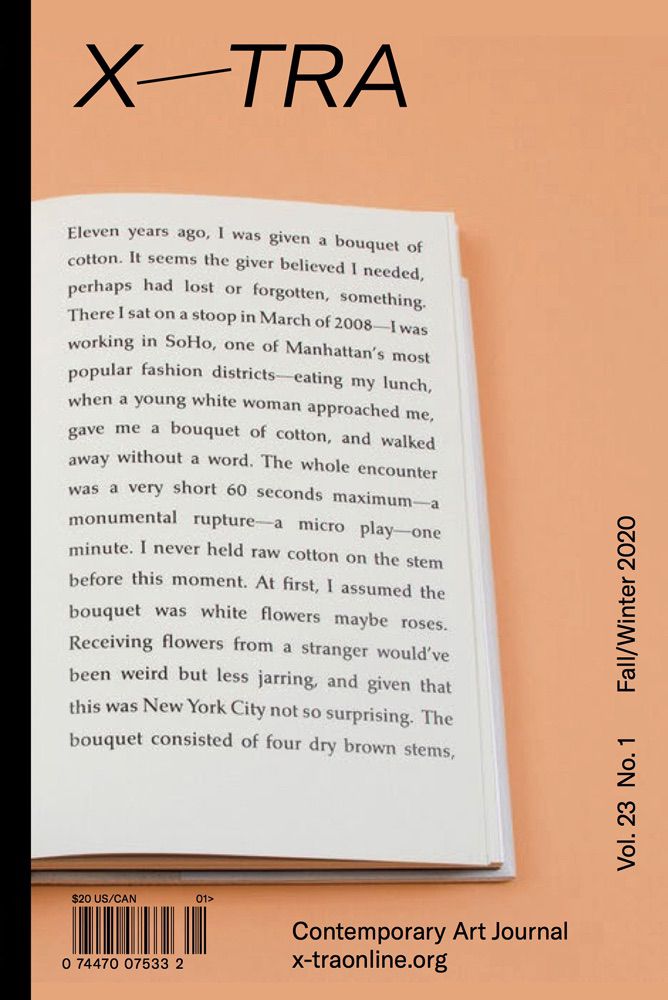 X—TRA
Eleven years ago, I was given a bouquet of
cotton. It seems the giver believed I needed,
perhaps had lost or forgotten, something.
There I sat on a stoop in March of 2008—I was
working in SoHo, one of Manhattan's most
popular fashion districts—eating my lunch,
when a young white woman approached me,
gave me a bouquet of cotton, and walked
away without a word. The whole encounter
was a very short 60 seconds maximum—a
monumental rupture—a micro play—one
minute. I never held raw cotton on the stem
before this moment. At first, I assumed the
bouquet was white flowers maybe roses.
Receiving flowers from a stranger would've
been weird but less jarring, and given that
this was New York City not so surprising. The
bouquet consisted of four dry brown stems,
Vol. 23 No. 1 Fall/Winter 2020
$20 US/CAN 01>
0 74470 07533 2
Contemporary Art Journal
x-traonline.org